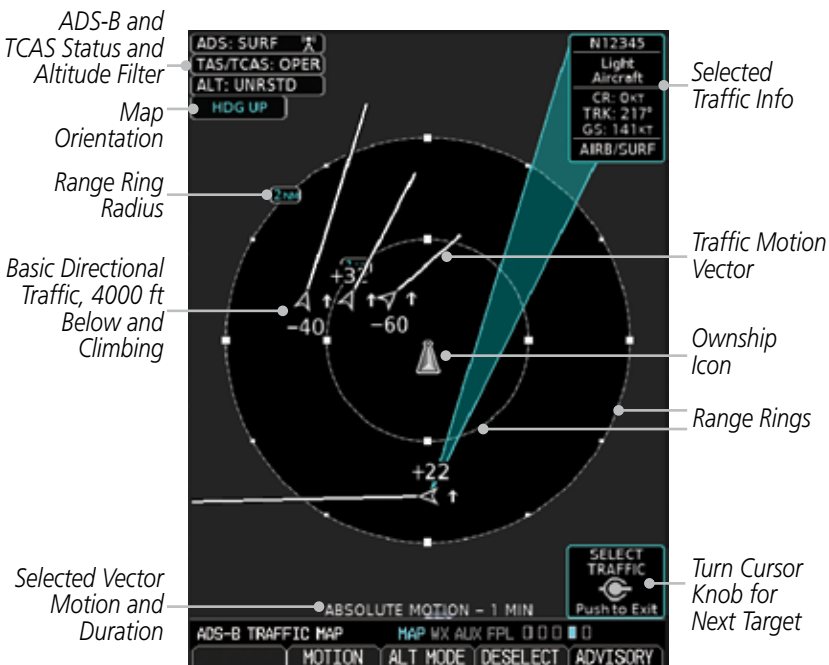 ADS-B and
TCAS Status and
Altitude Filter
Map
Orientation
Range Ring
Radius
Basic Directional
Traffic, 4000 ft
Below and
Climbing
Selected Vector
Motion and
Duration
ADS: SURF
TAS/TCAS: OPER
ALT: UNRSTD
HDG UP
2NM
+32
-40
-60
+22
N12345
Light
Aircraft
CR: 0KT
TRK: 217°
GS: 141KT
AIRB/SURF
Selected
Traffic Info
Traffic Motion
Vector
Ownship
Icon
Range Rings
Turn Cursor
Knob for
Next Target
SELECT
TRAFFIC
Push to Exit
ABSOLUTE MOTION – 1 MIN
ADS-B TRAFFIC MAP MAP WX AUX FPL
MOTION ALT MODE DESELECT ADVISORY